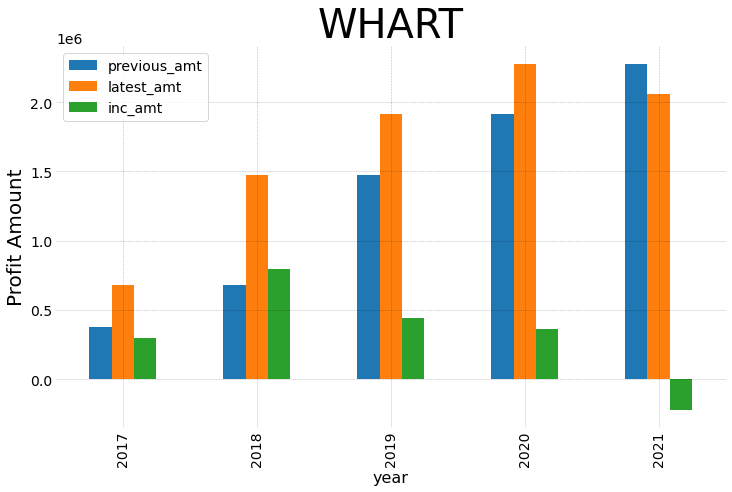 WHART
1e6
previous_amt
latest_amt
inc_amt
2.0
1.5
1.0
0.5
0.0
Profit Amount
2017
2018
2019
2020
2021
year